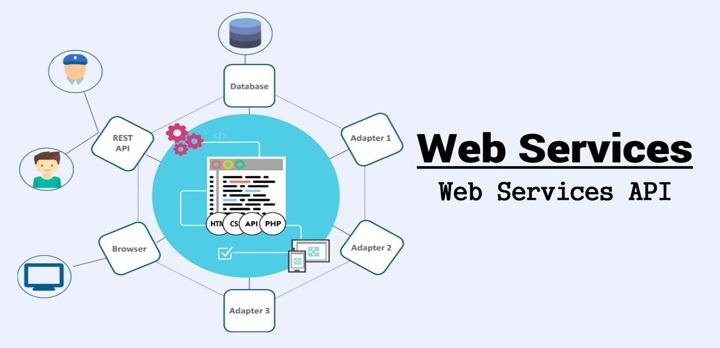 Database
REST
API
Adapter 1
Web Services
Web Services API
</>
HTM
CS
API
PHP
Browser
Adapter 2
Adapter 3